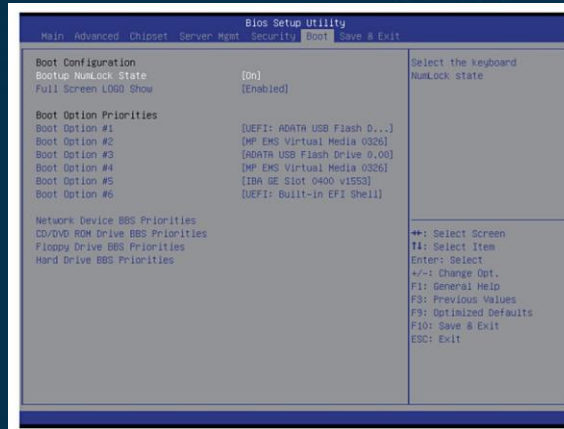 Bios Setup Utility
Main Advanced Chipset Server Mgmt Security Boot Save & Exit
Boot Configuration
Bootup NumLock State [On]
Full Screen LOGO Show [Enabled]
Boot Option Priorities
Boot Option #1 [UEFI: ADATA USB Flash D...]
Boot Option #2 [MP EMS Virtual Media 0326]
Boot Option #3 [ADATA USB Flash Drive 0.00]
Boot Option #4 [MP EMS Virtual Media 0326]
Boot Option #5 [IBA GE Slot 0400 v1553]
Boot Option #6 [UEFI: Built-in EFI Shell]
Network Device BBS Priorities
CD/DVD ROM Drive BBS Priorities
Floppy Drive BBS Priorities
Hard Drive BBS Priorities
Select the keyboard
NumLock state
→←: Select Screen
↑↓: Select Item
Enter: Select
+/-: Change Opt.
F1: General Help
F3: Previous Values
F9: Optimized Defaults
F10: Save & Exit
ESC: Exit